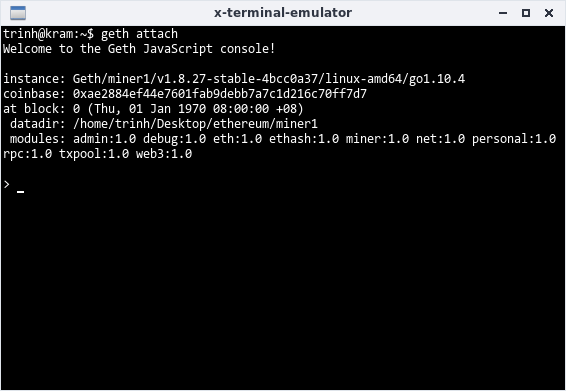 x-terminal-emulator
trinh@kram:~$ geth attach
Welcome to the Geth JavaScript console!
instance: Geth/miner1/v1.8.27-stable-4bcc0a37/linux-amd64/go1.10.4
coinbase: 0xae2884ef44e7601fab9debb7a7c1d216c70ff7d7
at block: 0 (Thu, 01 Jan 1970 08:00:00 +08)
 datadir: /home/trinh/Desktop/ethereum/miner1
 modules: admin:1.0 debug:1.0 eth:1.0 ethash:1.0 miner:1.0 net:1.0 personal:1.0
rpc:1.0 txpool:1.0 web3:1.0
> _